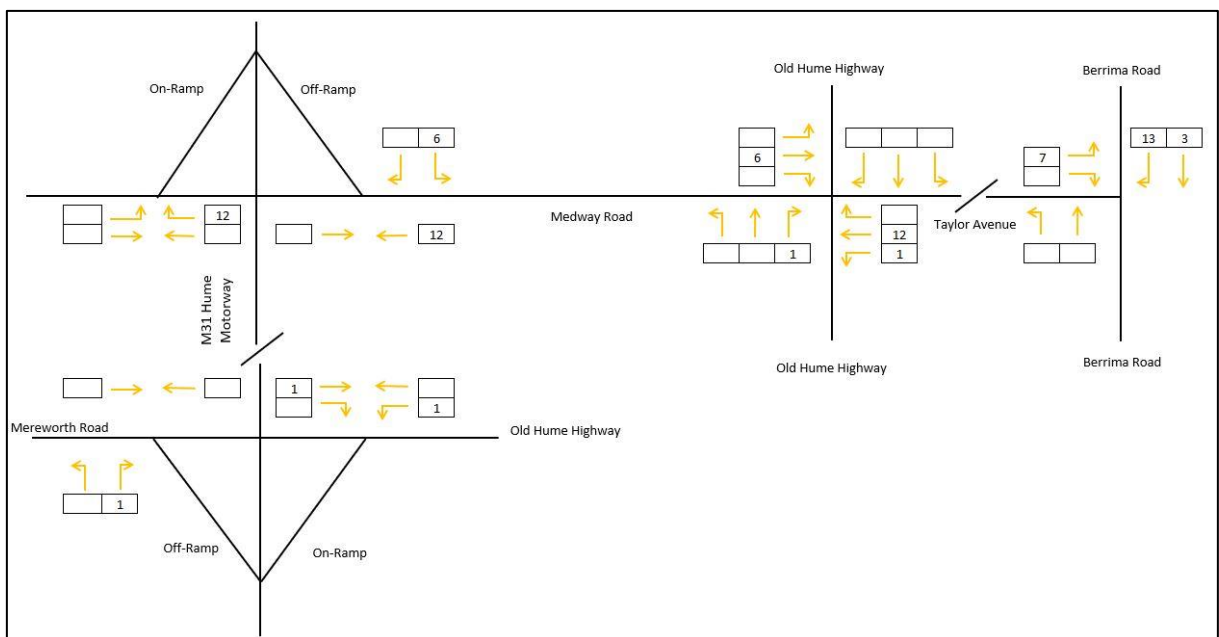 Old Hume Highway
Berrima Road
On-Ramp
Off-Ramp
6
6
13 3
7
12
12
Medway Road
12
1
1
Taylor Avenue
M31 Hume
Motorway
Old Hume Highway
Berrima Road
1
1
Mereworth Road
Old Hume Highway
1
Off-Ramp
On-Ramp